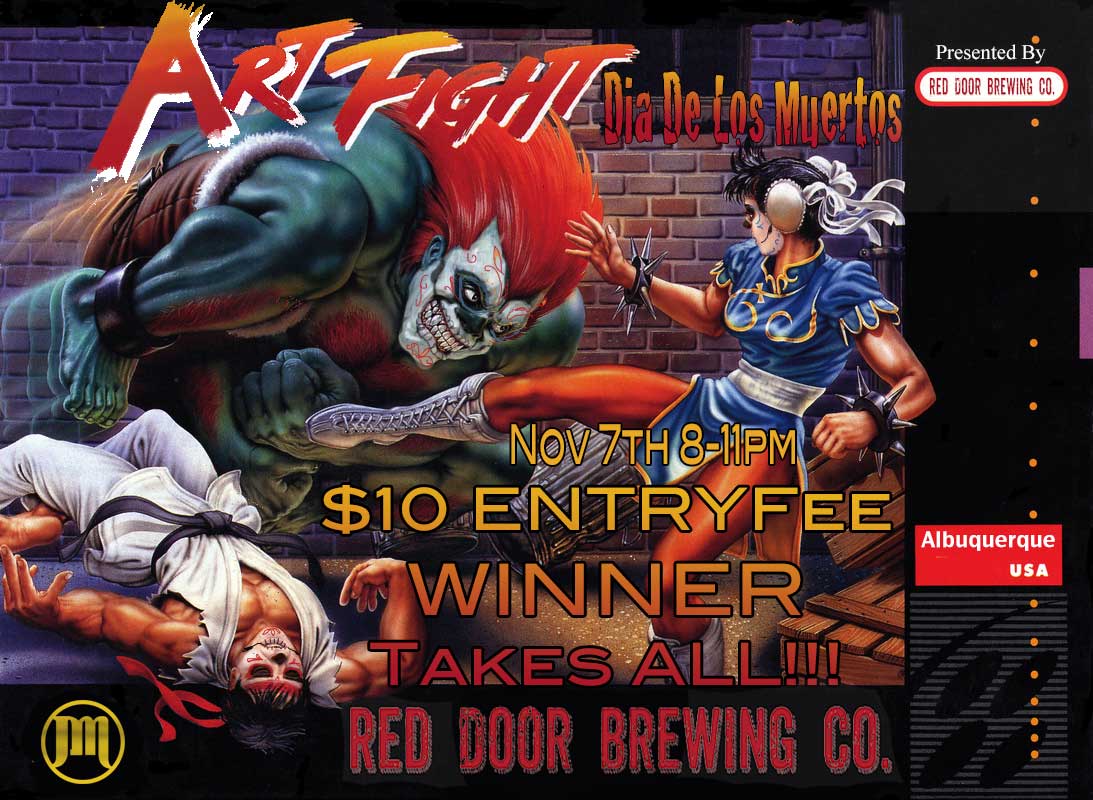 ART FIGHT
Dia De Los Muertos
Presented By
RED DOOR BREWING CO.
Nov 7th 8-11pm
$10 ENTRYFee
WINNER
Takes ALL!!!
Albuquerque
USA
RED DOOR BREWING CO.